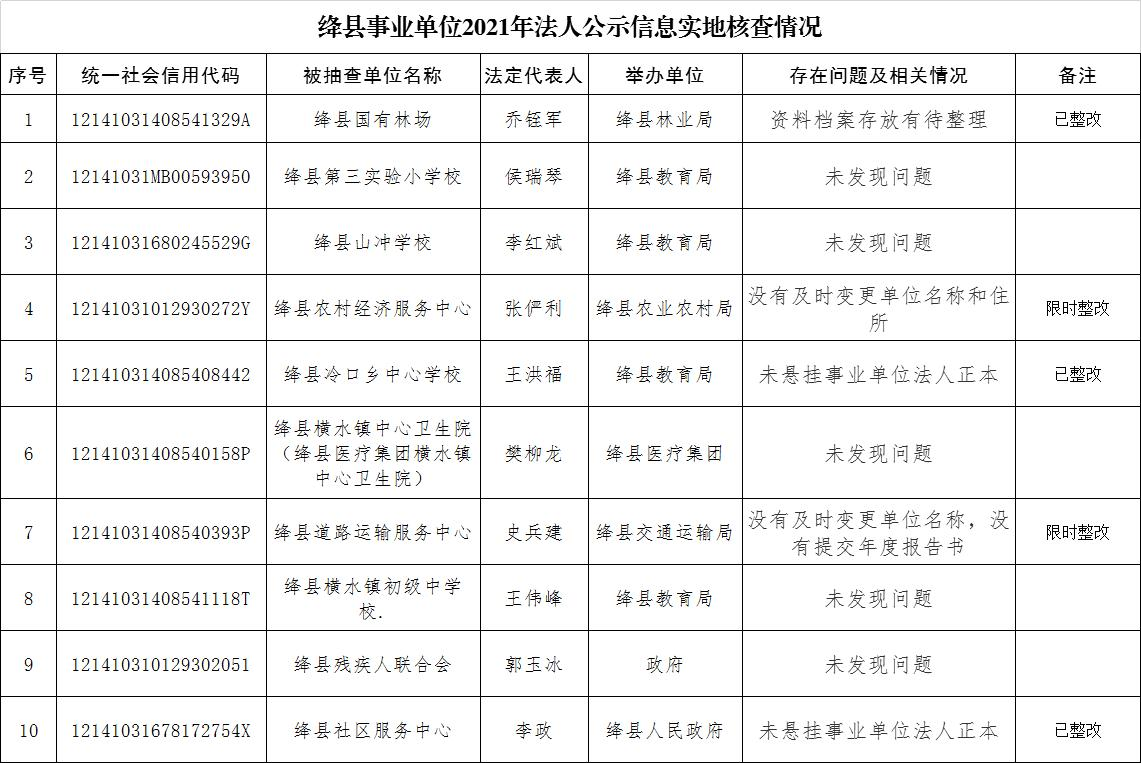 绛县事业单位2021年法人公示信息实地核查情况
序号 统一社会信用代码 被抽查单位名称 法定代表人 举办单位 存在问题及相关情况 备注
1 12141031408541329A 绛县国有林场 乔铚军 绛县林业局 资料档案存放有待整理 已整改
2 12141031MB00593950 绛县第三实验小学校 侯瑞琴 绛县教育局 未发现问题
3 12141031680245529G 绛县山冲学校 李红斌 绛县教育局 未发现问题
4 12141031012930272Y 绛县农村经济服务中心 张俨利 绛县农业农村局 没有及时变更单位名称和住
所 限时整改
5 121410314085408442 绛县冷口乡中心学校 王洪福 绛县教育局 未悬挂事业单位法人正本 已整改
6 12141031408540158P 绛县横水镇中心卫生院
（绛县医疗集团横水镇
中心卫生院） 樊柳龙 绛县医疗集团 未发现问题
7 12141031408540393P 绛县道路运输服务中心 史兵建 绛县交通运输局 没有及时变更单位名称，没
有提交年度报告书 限时整改
8 12141031408541118T 绛县横水镇初级中学
校. 王伟峰 绛县教育局 未发现问题
9 121410310129302051 绛县残疾人联合会 郭玉冰 政府 未发现问题
10 12141031678172754X 绛县社区服务中心 李政 绛县人民政府 未悬挂事业单位法人正本 已整改